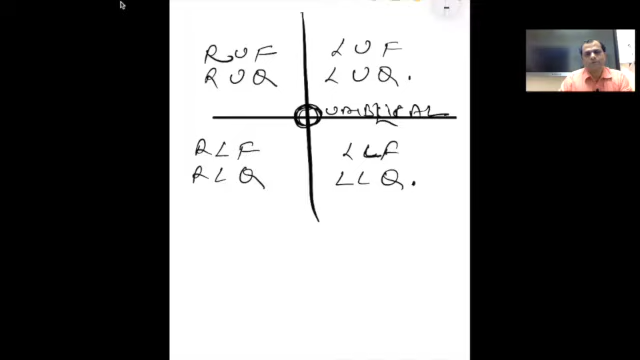 RUF
RUQ
LUF
LUQ.
UMBILICAL
RLF
RLQ
LLF
LLQ.